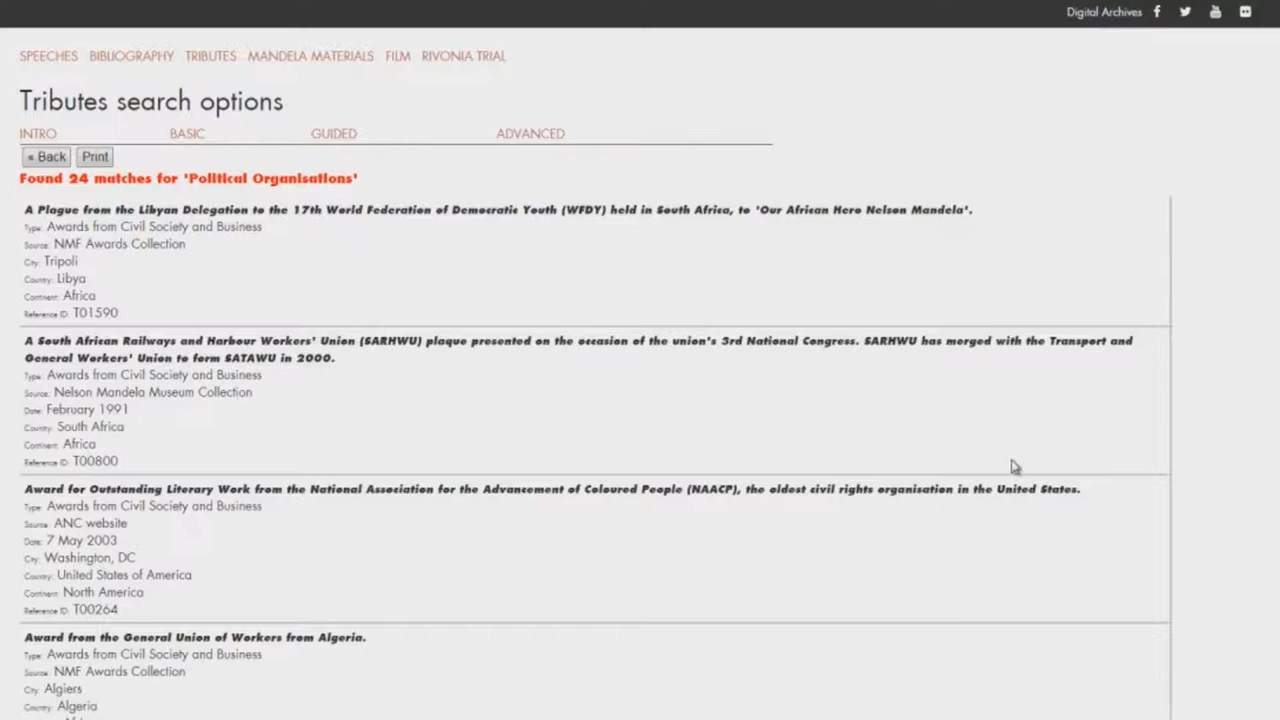 Digital Archives
SPEECHES BIBLIOGRAPHY TRIBUTES MANDELA MATERIALS FILM RIVONIA TRIAL
Tributes search options
INTRO BASIC GUIDED ADVANCED
« Back Print
Found 24 matches for 'Political Organisations'
A Plague from the Libyan Delegation to the 17th World Federation of Democratic Youth (WFDY) held in South Africa, to 'Our African Hero Nelson Mandela'.
Type: Awards from Civil Society and Business
Source: NMF Awards Collection
City: Tripoli
Country: Libya
Continent: Africa
Reference ID: T01590
A South African Railways and Harbour Workers' Union (SARHWU) plaque presented on the occasion of the union's 3rd National Congress. SARHWU has merged with the Transport and
General Workers' Union to form SATAWU in 2000.
Type: Awards from Civil Society and Business
Source: Nelson Mandela Museum Collection
Date: February 1991
Country: South Africa
Continent: Africa
Reference ID: T00800
Award for Outstanding Literary Work from the National Association for the Advancement of Coloured People (NAACP), the oldest civil rights organisation in the United States.
Type: Awards from Civil Society and Business
Source: ANC website
Date: 7 May 2003
City: Washington, DC
Country: United States of America
Continent: North America
Reference ID: T00264
Award from the General Union of Workers from Algeria.
Type: Awards from Civil Society and Business
Source: NMF Awards Collection
City: Algiers
Country: Algeria